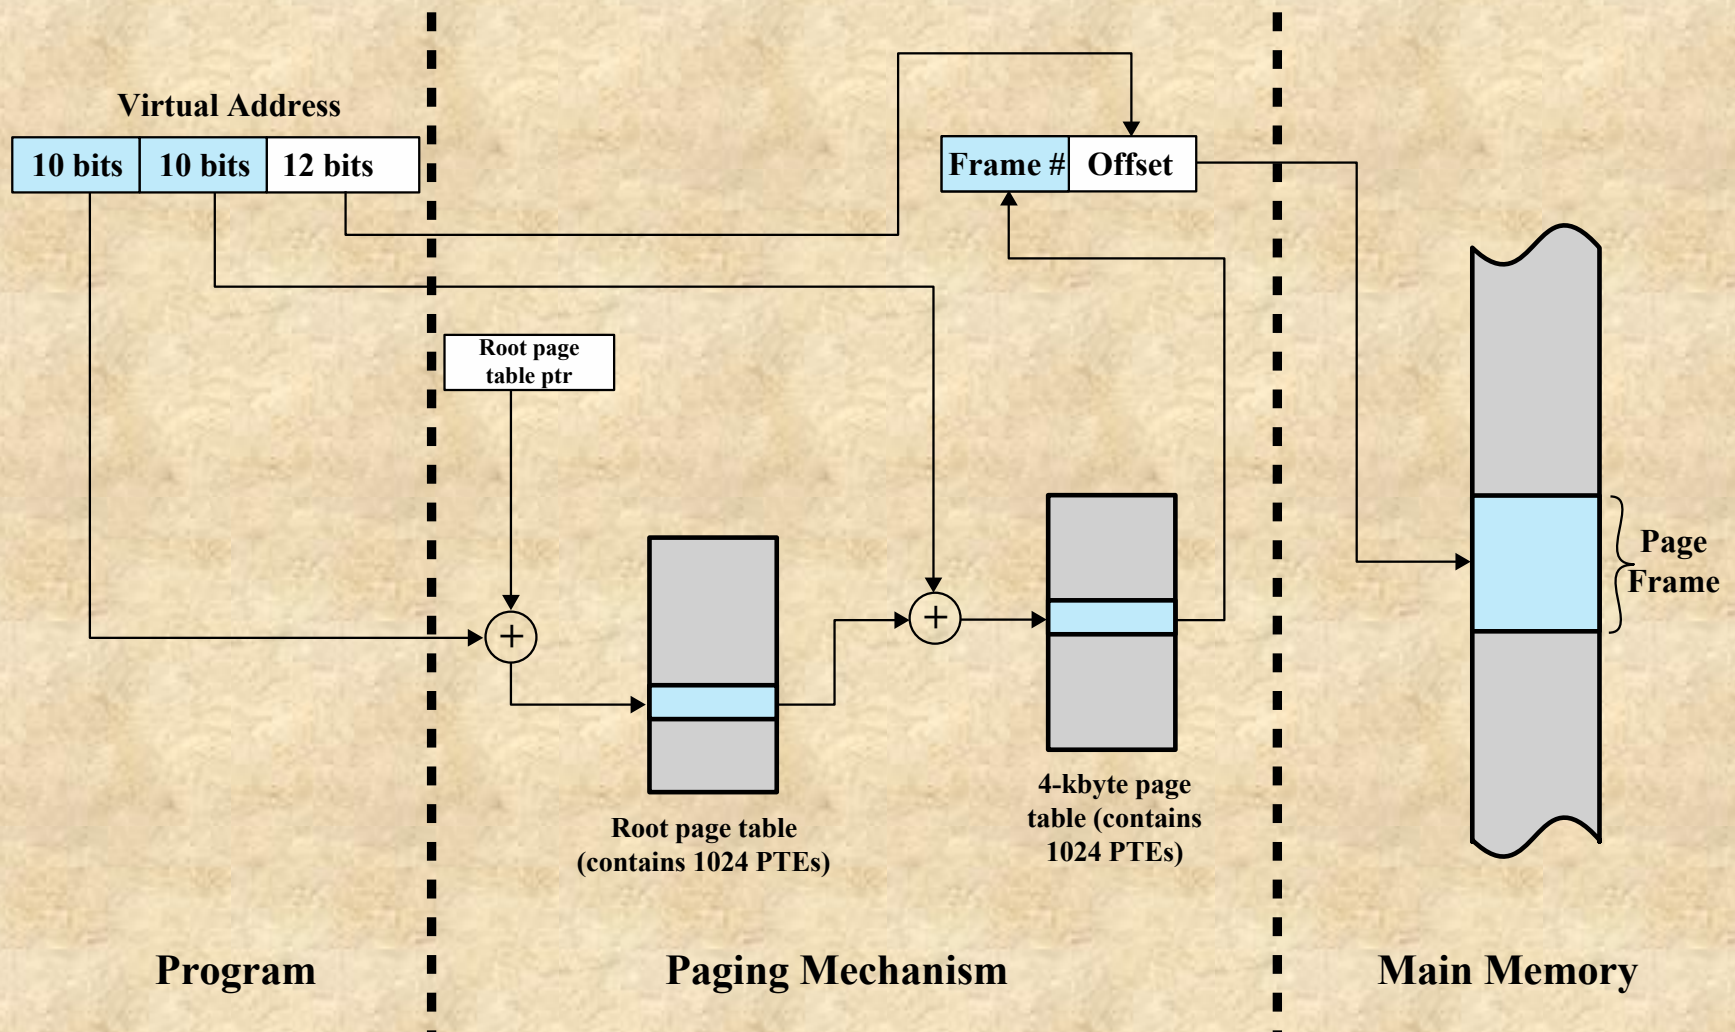 Virtual Address
10 bits
10 bits
12 bits
Frame #
Offset
Root page
table ptr
+
+
Page
Frame
4-kbyte page
table (contains
1024 PTEs)
Root page table
(contains 1024 PTEs)
Program
Paging Mechanism
Main Memory